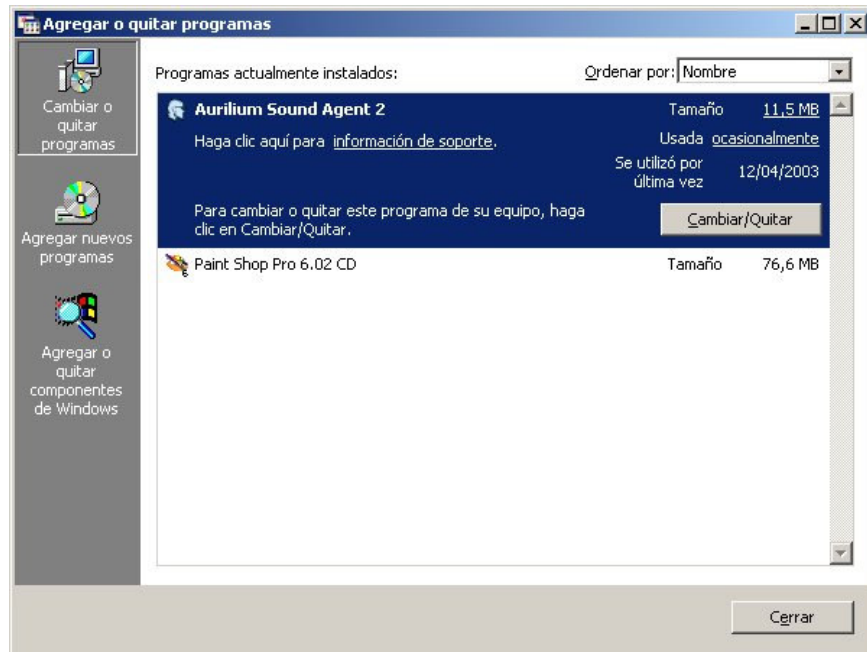 Agregar o quitar programas
Cambiar o
quitar
programas
Agregar nuevos
programas
Agregar o
quitar
componentes
de Windows
Programas actualmente instalados:
Ordenar por: Nombre
Aurilium Sound Agent 2
Tamaño 11,5 MB
Haga clic aquí para información de soporte.
Usada ocasionalmente
Se utilizó por
última vez 12/04/2003
Para cambiar o quitar este programa de su equipo, haga
clic en Cambiar/Quitar.
Cambiar/Quitar
Paint Shop Pro 6.02 CD
Tamaño 76,6 MB
Cerrar